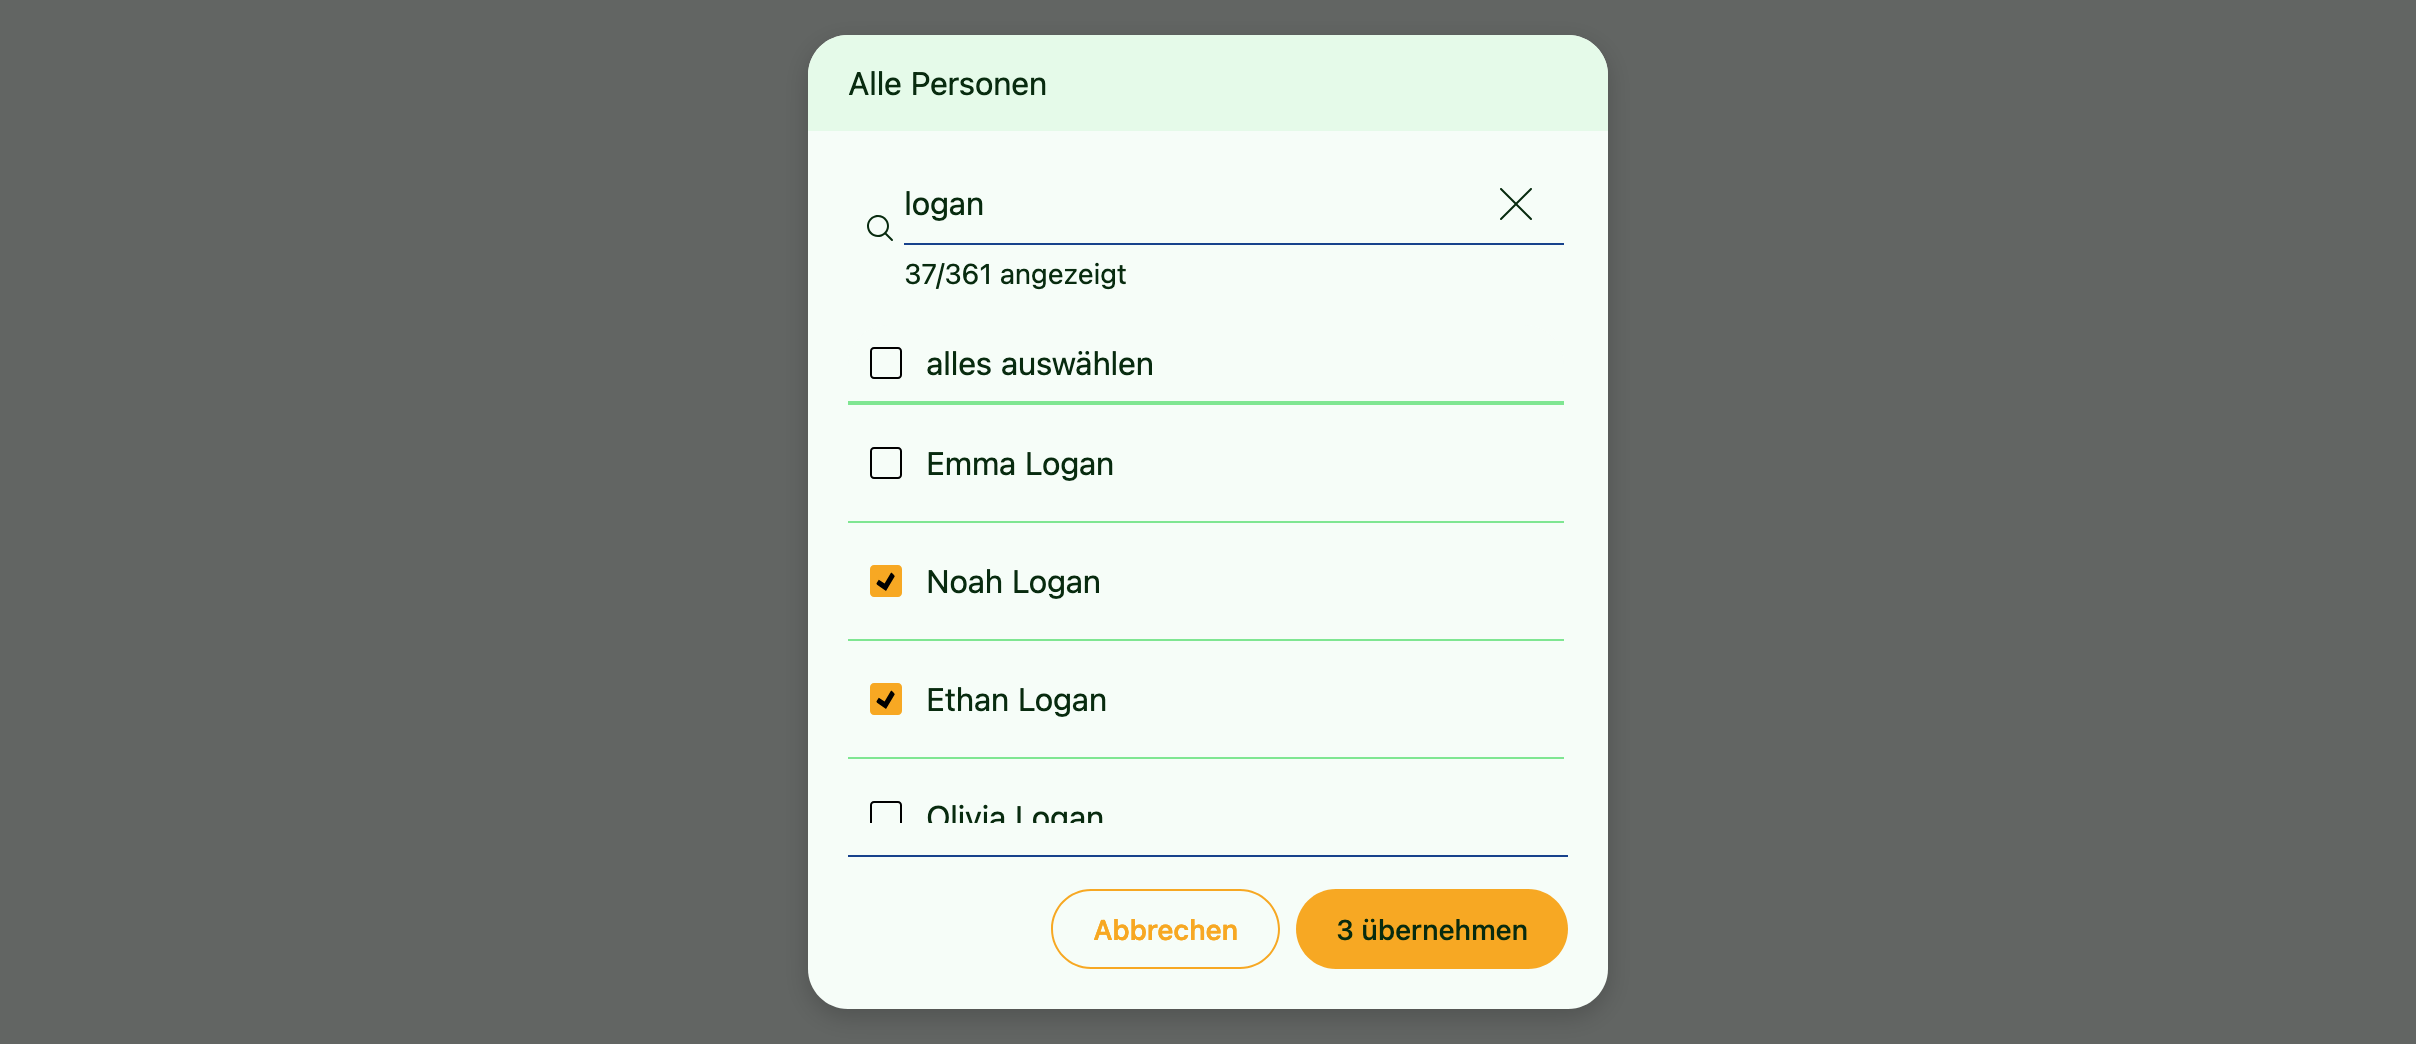 Alle Personen
logan
37/361 angezeigt
alles auswählen
Emma Logan
Noah Logan
Ethan Logan
Olivia Logan
Abbrechen
3 übernehmen